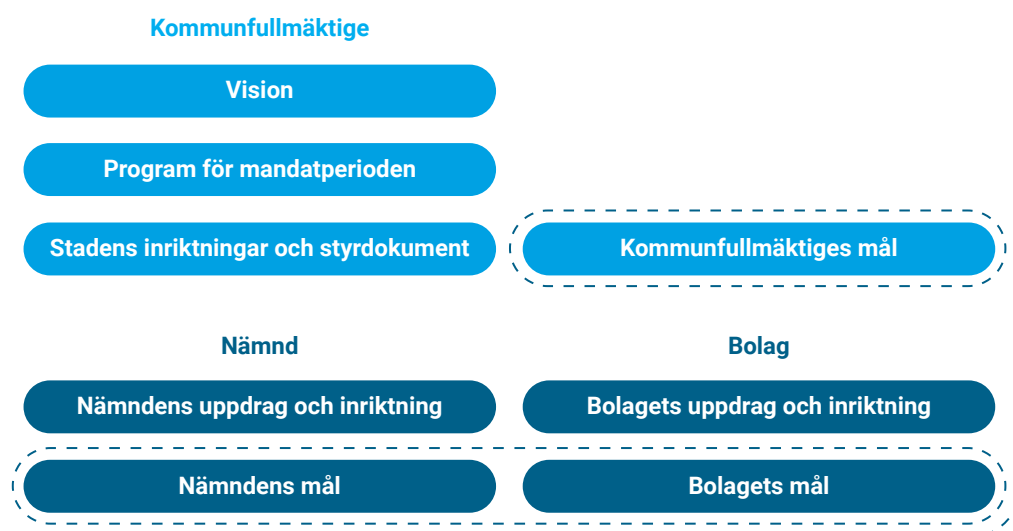 Kommunfullmäktige
Vision
Program för mandatperioden
Stadens inriktningar och styrdokument
Kommunfullmäktiges mål
Nämnd
Bolag
Nämndens uppdrag och inriktning
Bolagets uppdrag och inriktning
Nämndens mål
Bolagets mål